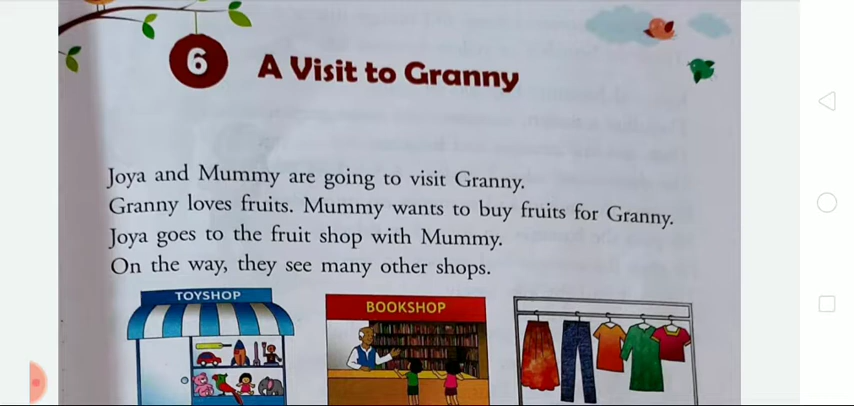 6
A Visit to Granny
Joya and Mummy are going to visit Granny.
Granny loves fruits. Mummy wants to buy fruits for Granny.
Joya goes to the fruit shop with Mummy.
On the way, they see many other shops.
TOYSHOP
BOOKSHOP